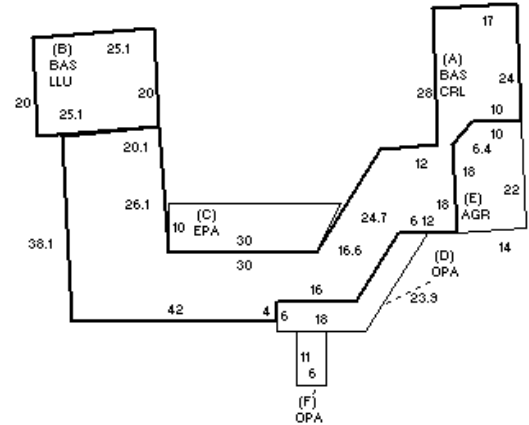 17
(B)
BAS
LLU
25.1
20
20
25.1
(A)
BAS
CRL
28
24
10
10
6.4
20.1
12
18
18
22
(E)
AGR
26.1
(C)
EPA
10
30
30
24.7
16.6
6 12
14
38.1
(D)
OPA
23.9
42
4
16
6
18
11
6
(F)
OPA